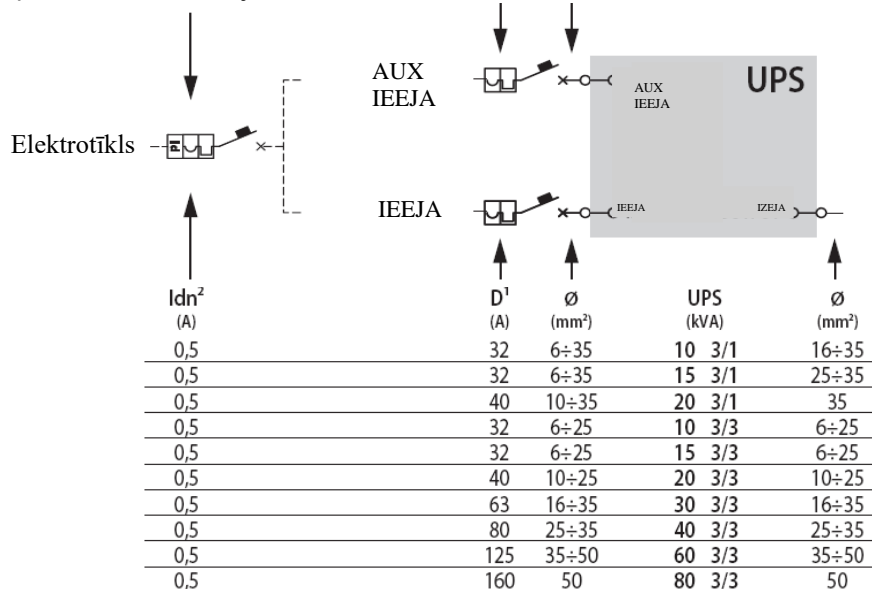 AUX
IEEJA
UPS
AUX
IEEJA
Elektrotīkls
PI
IEEJA
IEEJA
IZEJA
Idn² D¹ Ø UPS Ø
(A) (A) (mm²) (kVA) (mm²)
0,5 32 6÷35 10 3/1 16÷35
0,5 32 6÷35 15 3/1 25÷35
0,5 40 10÷35 20 3/1 35
0,5 32 6÷25 10 3/3 6÷25
0,5 32 6÷25 15 3/3 6÷25
0,5 40 10÷25 20 3/3 10÷25
0,5 63 16÷35 30 3/3 16÷35
0,5 80 25÷35 40 3/3 25÷35
0,5 125 35÷50 60 3/3 35÷50
0,5 160 50 80 3/3 50